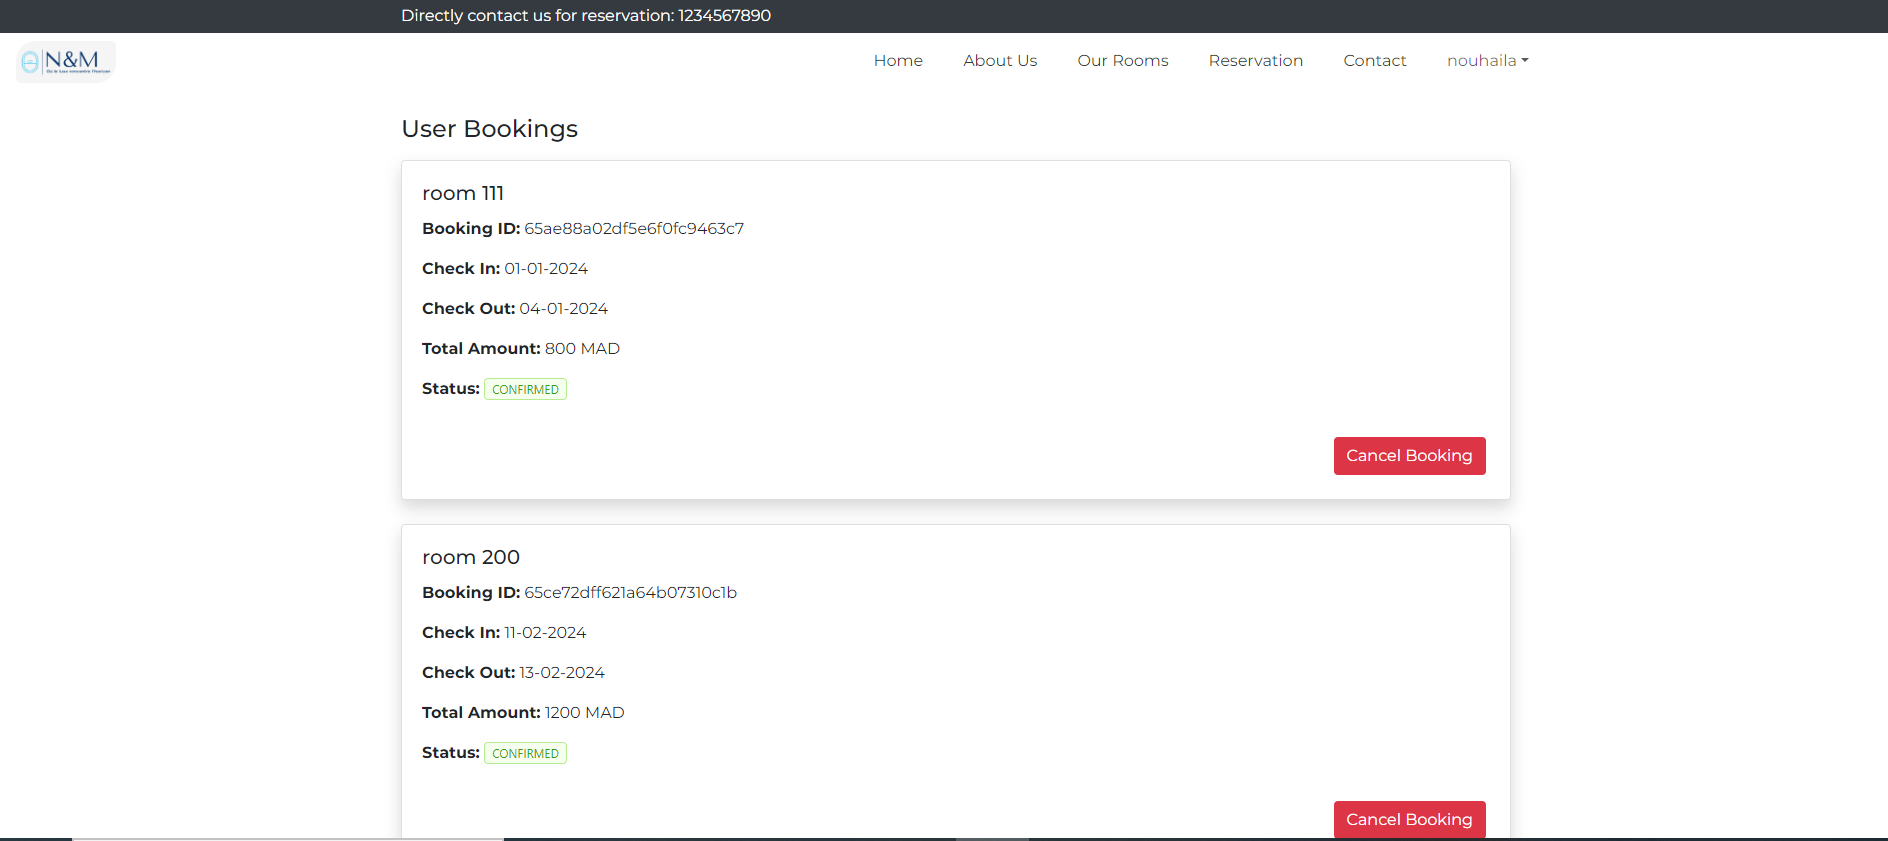 Directly contact us for reservation: 1234567890
N&M
Home About Us Our Rooms Reservation Contact nouhaila
User Bookings
room 111
Booking ID: 65ae88a02df5e6f0fc9463c7
Check In: 01-01-2024
Check Out: 04-01-2024
Total Amount: 800 MAD
Status: CONFIRMED
Cancel Booking
room 200
Booking ID: 65ce72dff621a64b07310c1b
Check In: 11-02-2024
Check Out: 13-02-2024
Total Amount: 1200 MAD
Status: CONFIRMED
Cancel Booking